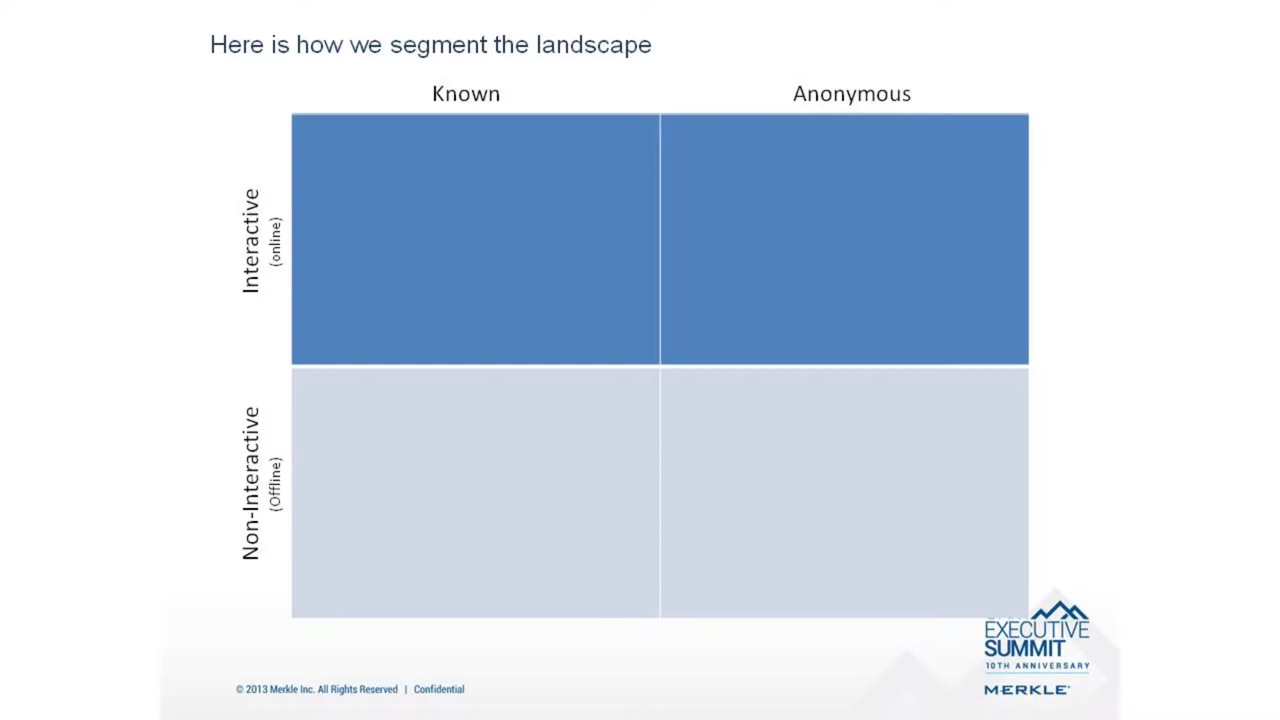 Here is how we segment the landscape
Known
Anonymous
Interactive
(online)
Non-Interactive
(Offline)
EXECUTIVE
SUMMIT
10TH ANNIVERSARY
MERKLE
© 2013 Merkle Inc. All Rights Reserved | Confidential